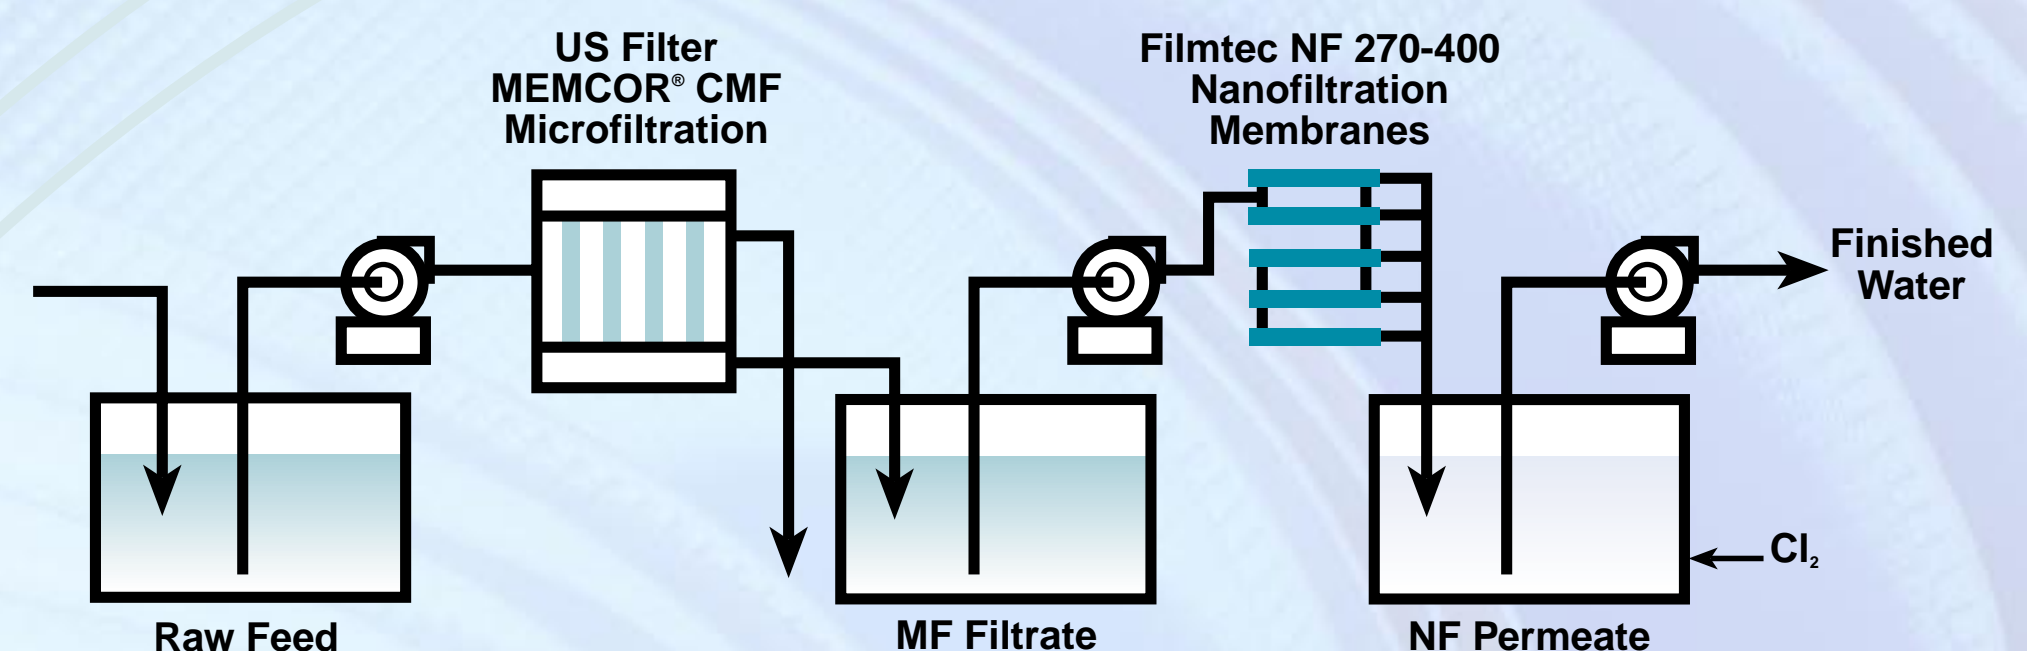 US Filter
MEMCOR® CMF
Microfiltration
Filmtec NF 270-400
Nanofiltration
Membranes
Finished
Water
Cl₂
Raw Feed
MF Filtrate
NF Permeate